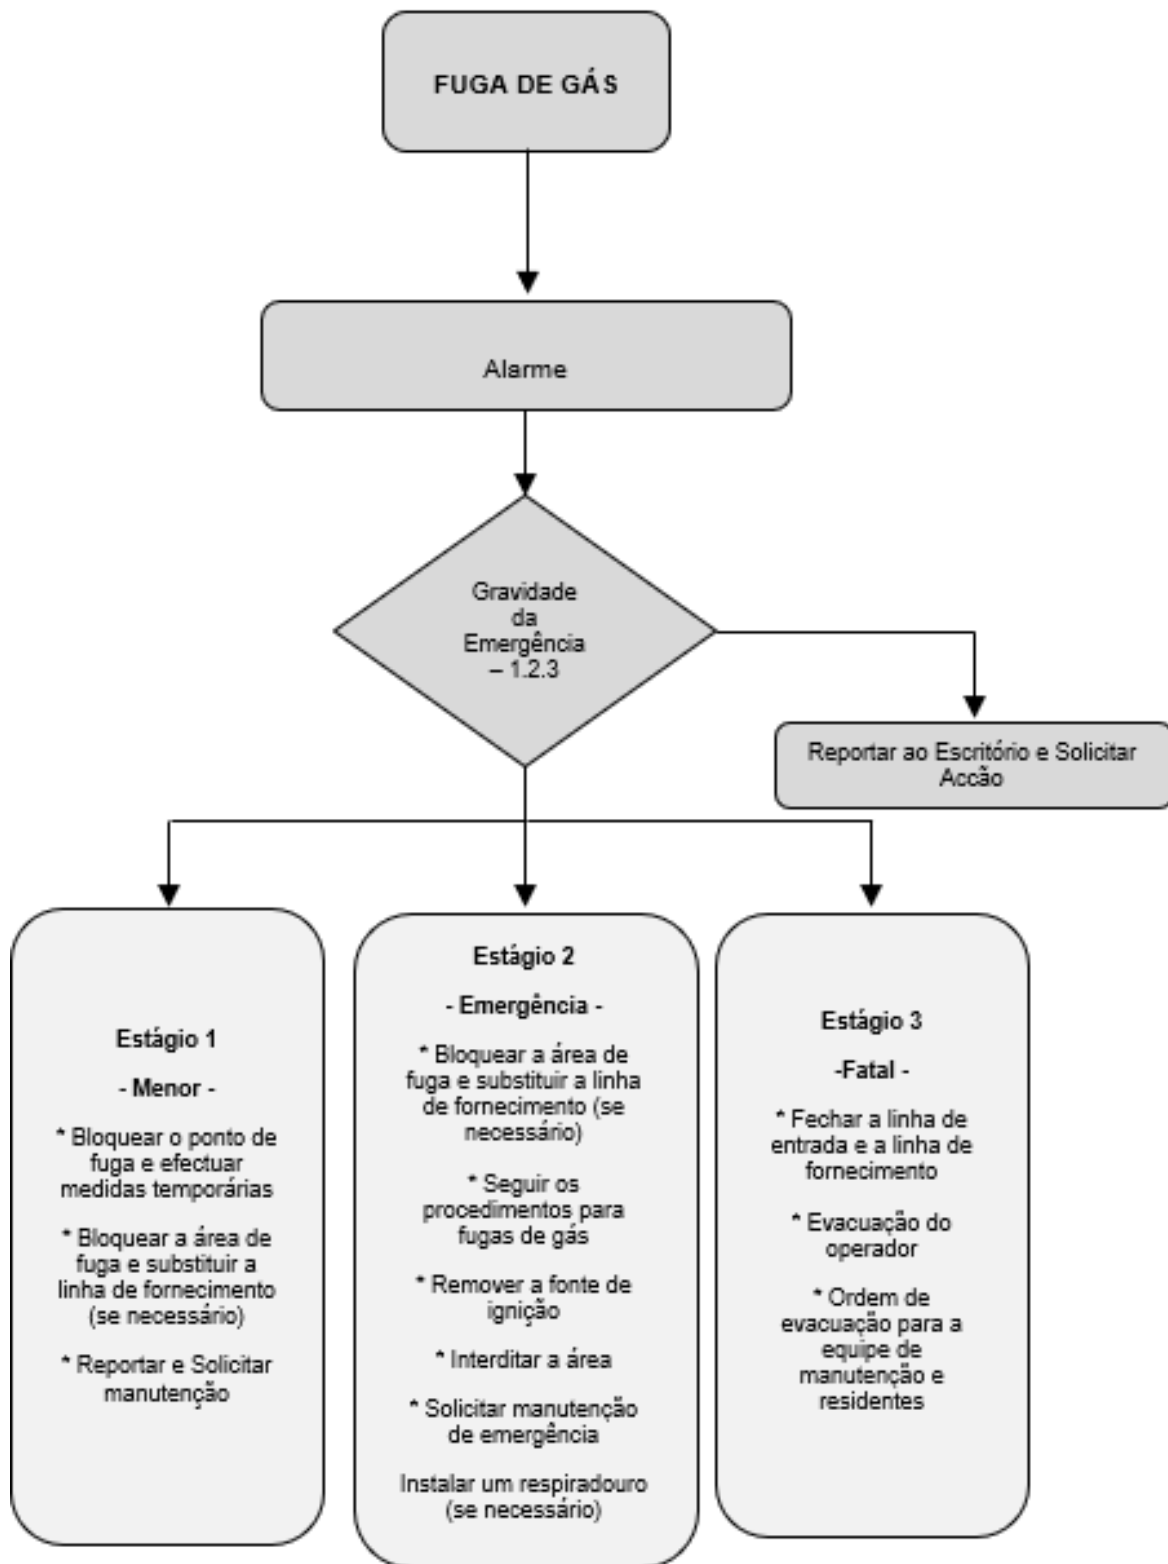 FUGA DE GÁS
Alarme
Gravidade
da
Emergência
– 1.2.3
Reportar ao Escritório e Solicitar
Accão
Estágio 1
- Menor -
* Bloquear o ponto de
fuga e efectuar
medidas temporárias
* Bloquear a área de
fuga e substituir a
linha de fornecimento
(se necessário)
* Reportar e Solicitar
manutenção
Estágio 2
- Emergência -
* Bloquear a área de
fuga e substituir a linha
de fornecimento (se
necessário)
* Seguir os
procedimentos para
fugas de gás
* Remover a fonte de
ignição
* Interditar a área
* Solicitar manutenção
de emergência
Instalar um respiradouro
(se necessário)
Estágio 3
-Fatal -
* Fechar a linha de
entrada e a linha de
fornecimento
* Evacuação do
operador
* Ordem de
evacuação para a
equipe de
manutenção e
residentes